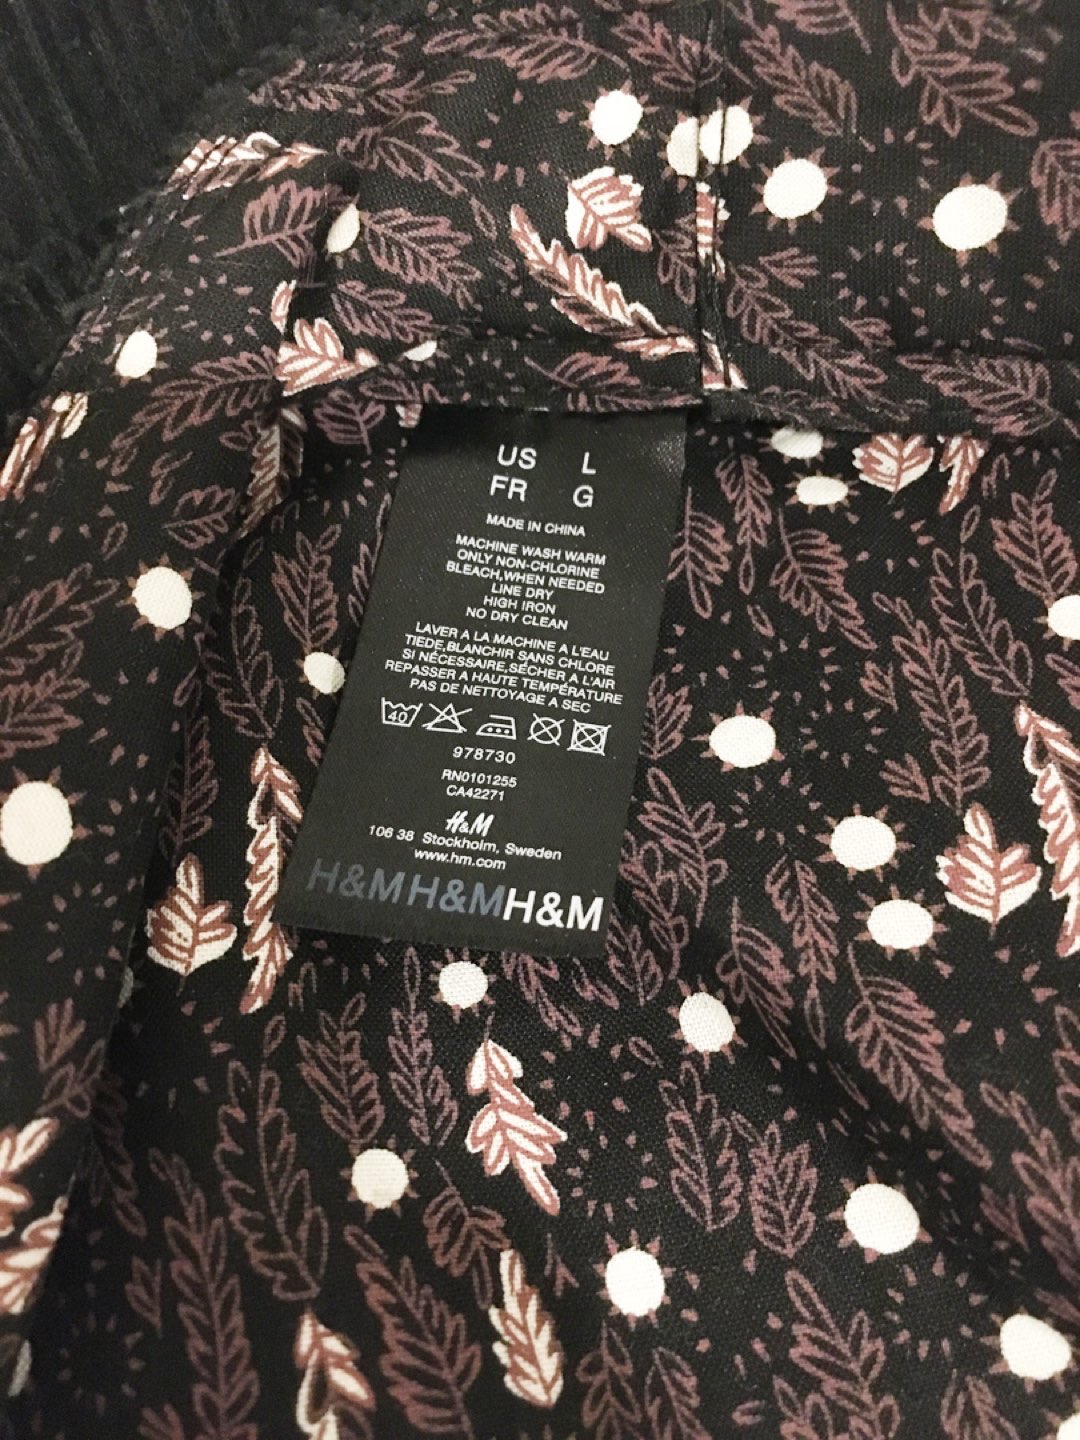 US L
FR G
MADE IN CHINA
MACHINE WASH WARM
ONLY NON-CHLORINE
BLEACH,WHEN NEEDED
LINE DRY
HIGH IRON
NO DRY CLEAN
LAVER A LA MACHINE A L'EAU
TIEDE,BLANCHIR SANS CHLORE
SI NÉCESSAIRE,SÉCHER A L'AIR
REPASSER A HAUTE TEMPÉRATURE
PAS DE NETTOYAGE A SEC
40
978730
RN0101255
CA42271
H&M
106 38 Stockholm, Sweden
www.hm.com
H&M H&M H&M